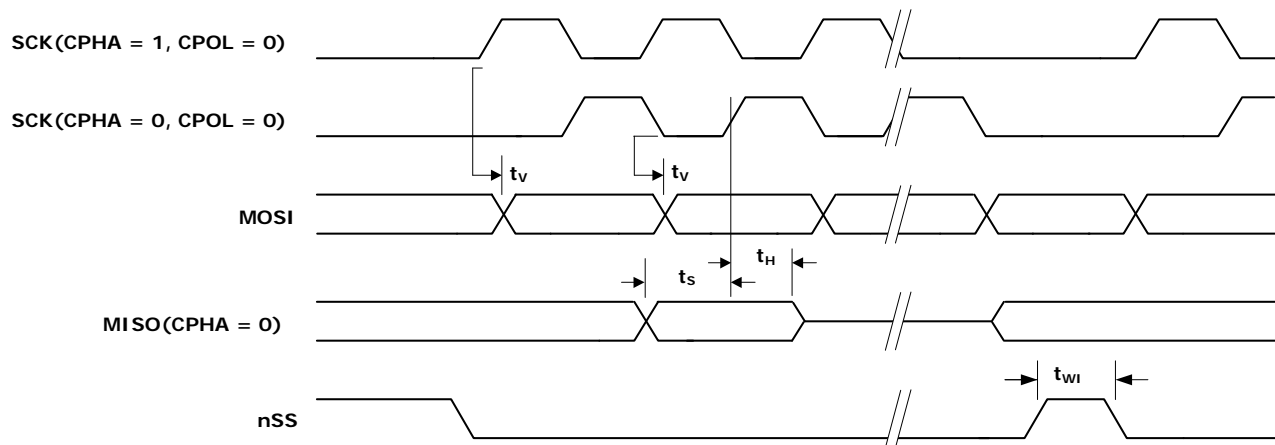 SCK(CPHA = 1, CPOL = 0)
SCK(CPHA = 0, CPOL = 0)
tV
tV
MOSI
tH
tS
MISO(CPHA = 0)
tWI
nSS